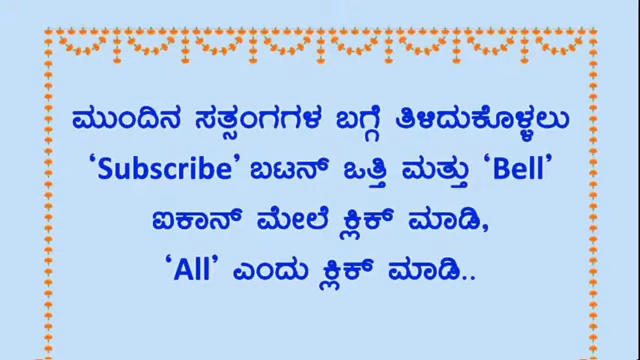 ಮುಂದಿನ ಸತ್ಸಂಗಗಳ ಬಗ್ಗೆ ತಿಳಿದುಕೊಳ್ಳಲು
‘Subscribe’ ಬಟನ್ ಒತ್ತಿ ಮತ್ತು ‘Bell’
ಐಕಾನ್ ಮೇಲೆ ಕ್ಲಿಕ್ ಮಾಡಿ,
‘All’ ಎಂದು ಕ್ಲಿಕ್ ಮಾಡಿ..